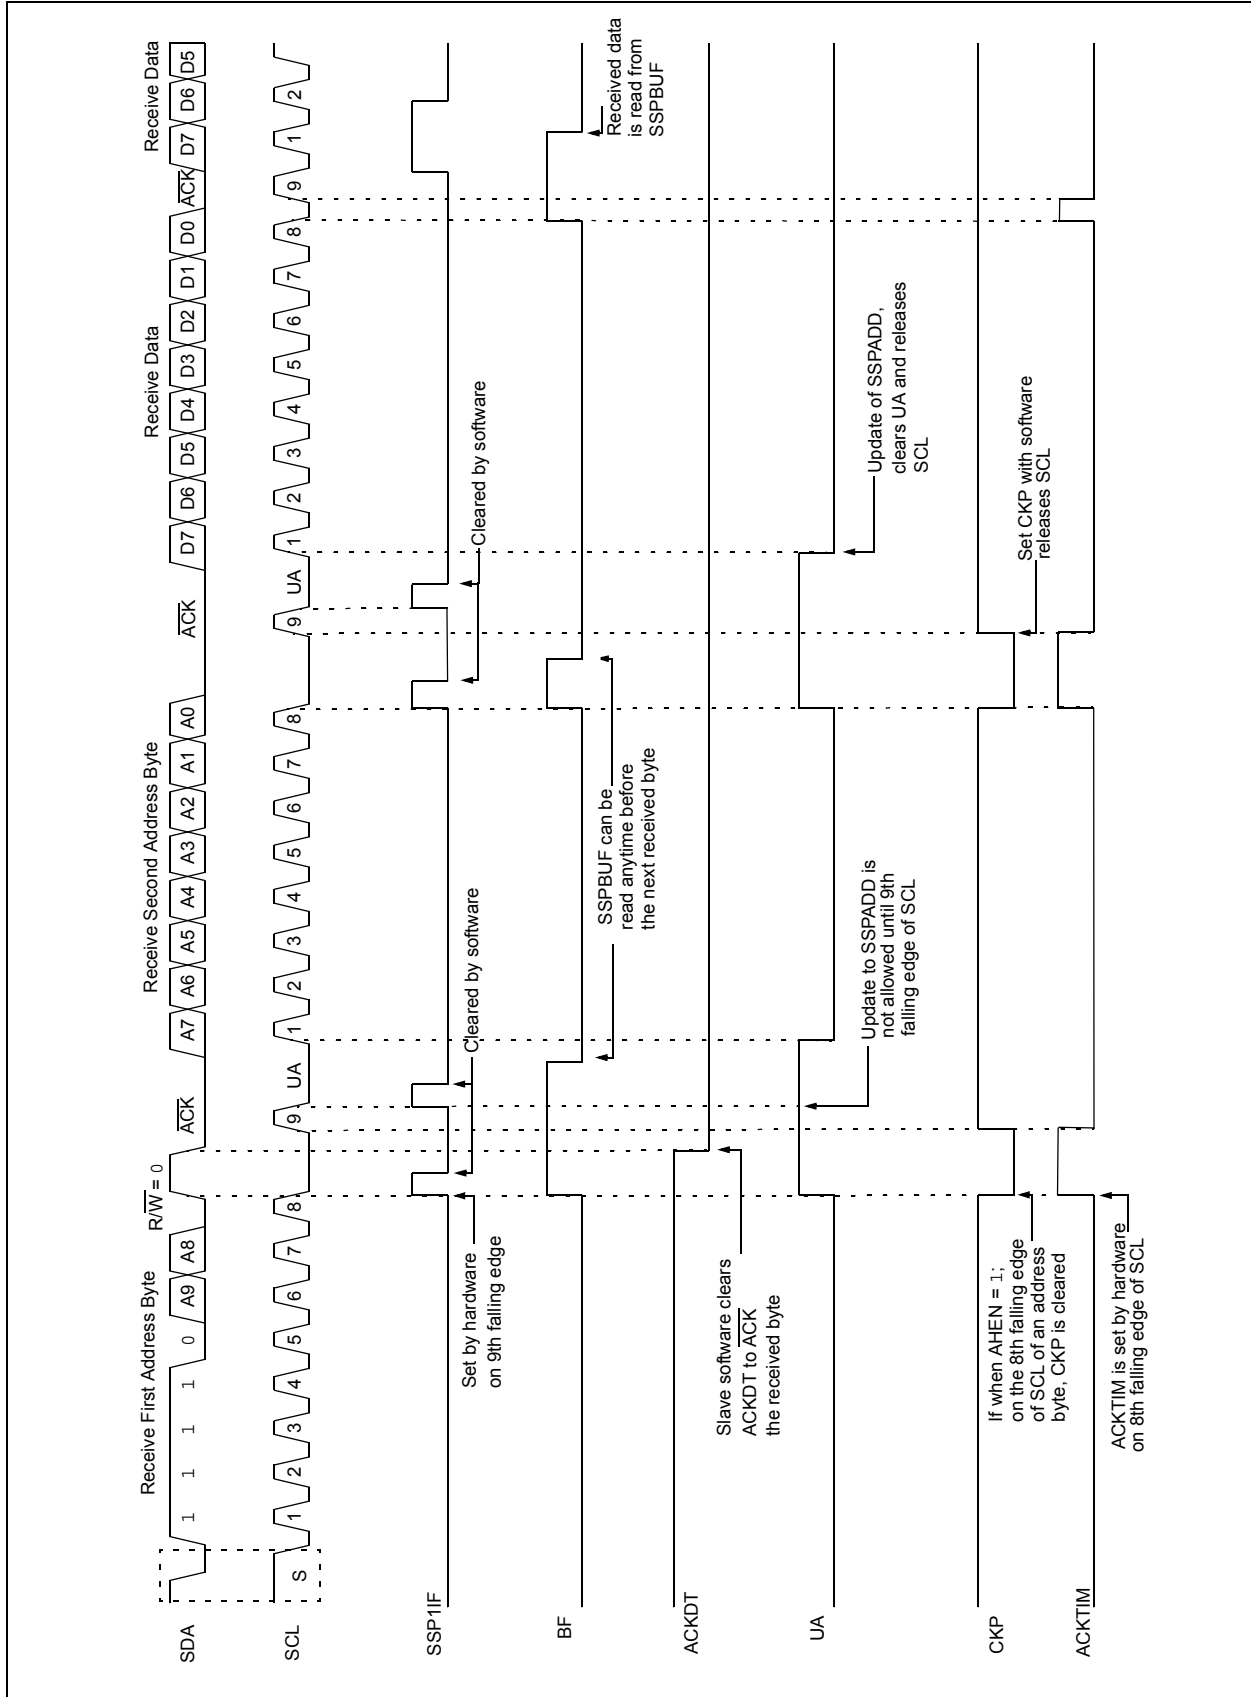 Receive First Address Byte
R/W = 0
ACK
Receive Second Address Byte
ACK
Receive Data
ACK
Receive Data
SDA
1 1 1 1 0 A9 A8 A7 A6 A5 A4 A3 A2 A1 A0 D7 D6 D5 D4 D3 D2 D1 D0 D7 D6 D5
SCL
S 1 2 3 4 5 6 7 8 9 UA 1 2 3 4 5 6 7 8 9 UA 1 2 3 4 5 6 7 8 9 1 2
SSP1IF
Set by hardware
on 9th falling edge
Cleared by software
Cleared by software
BF
SSPBUF can be
read anytime before
the next received byte
Received data
is read from
SSPBUF
ACKDT
Slave software clears
ACKDT to ACK
the received byte
UA
Update to SSPADD is
not allowed until 9th
falling edge of SCL
Update of SSPADD,
clears UA and releases
SCL
CKP
If when AHEN = 1;
on the 8th falling edge
of SCL of an address
byte, CKP is cleared
Set CKP with software
releases SCL
ACKTIM
ACKTIM is set by hardware
on 8th falling edge of SCL